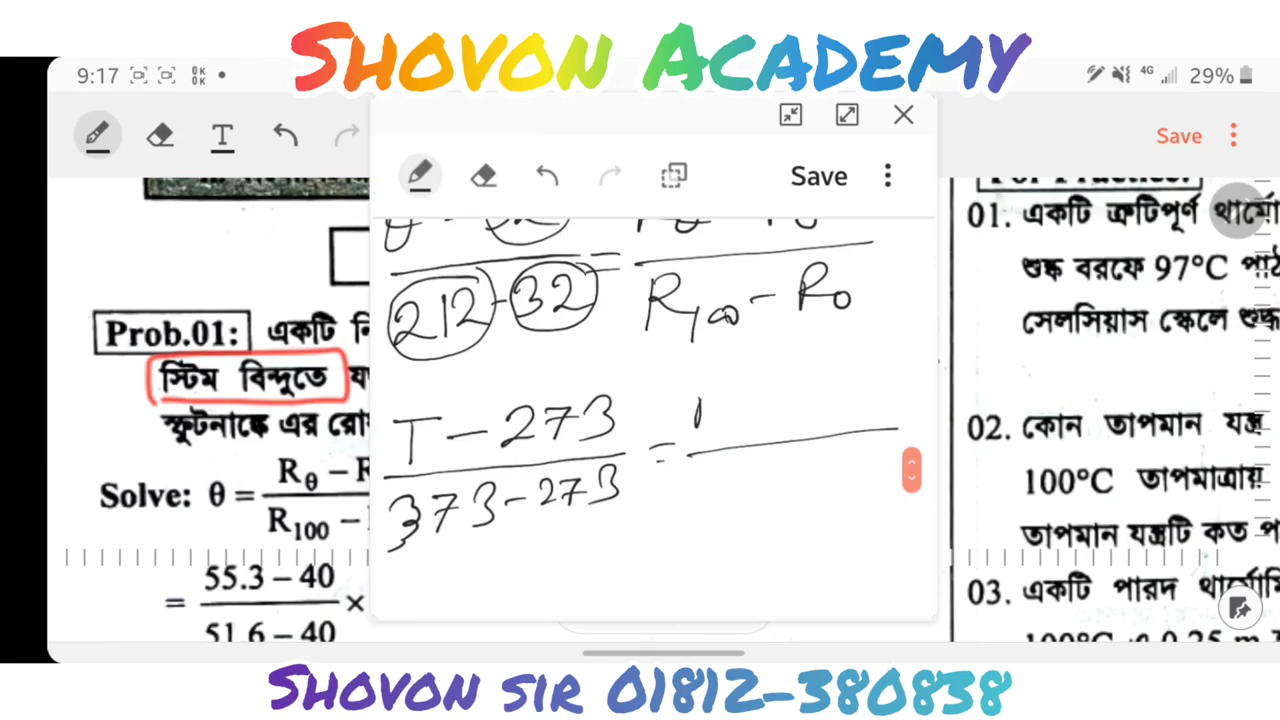 SHOVON ACADEMY
9:17
4G
29%
T
Save
Save
Prob.01: একটি
স্টিম বিন্দুতে
স্ফুটনাঙ্কে এর
Solve: θ = Rθ –
R100 –
= 55.3 – 40
51.6 – 40
×
212 - 32 = R100 - R0
T - 273
373 - 273
=
01. একটি ত্রুটিপূর্ণ
শুষ্ক বরফে 97°C
সেলসিয়াস স্কেলে
02. কোন তাপমান যন্ত্র
100°C তাপমাত্রায়
তাপমান যন্ত্রটি কত
03. একটি পারদ
SHOVON SIR 01812-380838